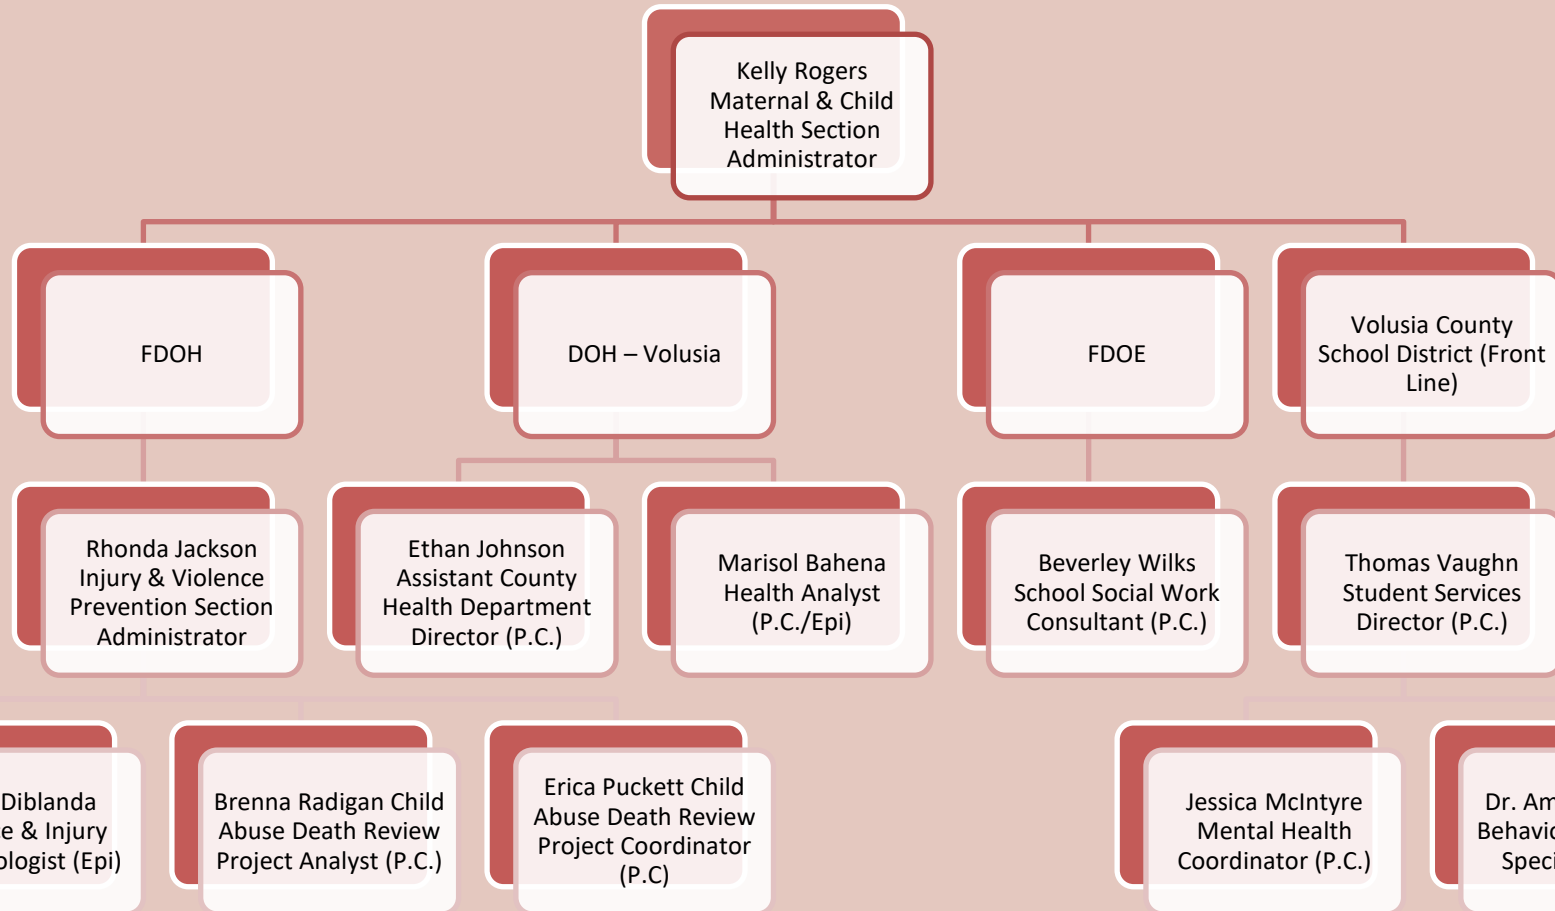 Kelly Rogers
Maternal & Child
Health Section
Administrator
FDOH
DOH – Volusia
FDOE
Volusia County
School District (Front
Line)
Rhonda Jackson
Injury & Violence
Prevention Section
Administrator
Ethan Johnson
Assistant County
Health Department
Director (P.C.)
Marisol Bahena
Health Analyst
(P.C./Epi)
Beverley Wilks
School Social Work
Consultant (P.C.)
Thomas Vaughn
Student Services
Director (P.C.)
Diblanda
& Injury
(Epi)
Brenna Radigan Child
Abuse Death Review
Project Analyst (P.C.)
Erica Puckett Child
Abuse Death Review
Project Coordinator
(P.C)
Jessica McIntyre
Mental Health
Coordinator (P.C.)
Dr.